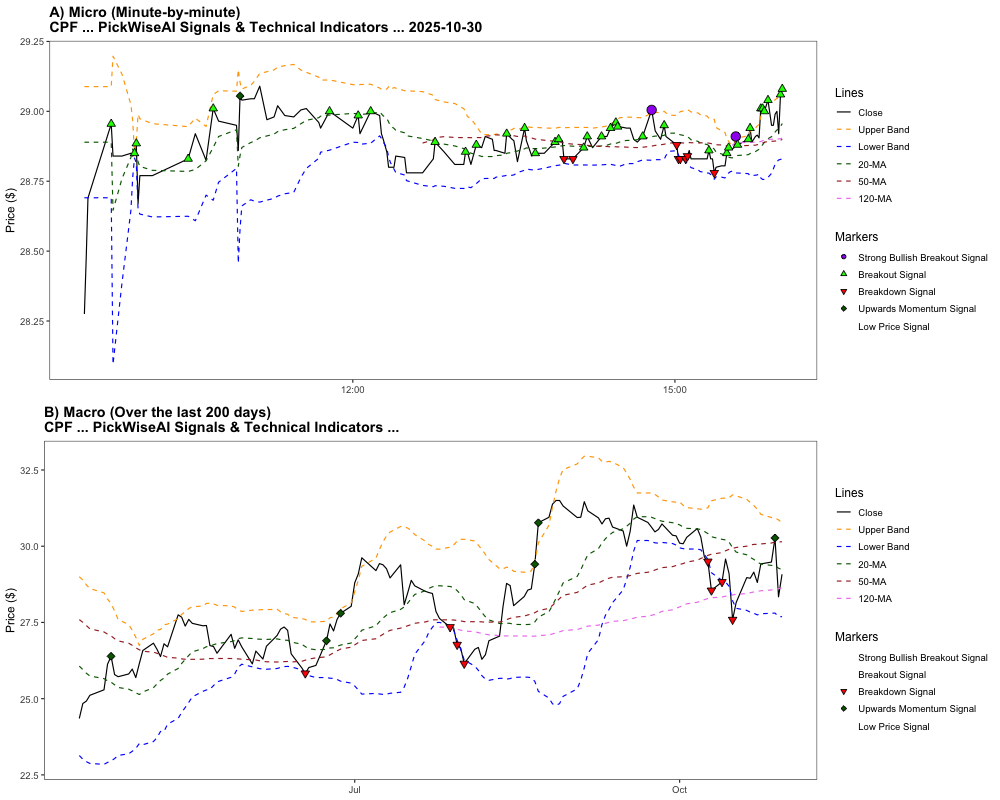 A) Micro (Minute-by-minute)
CPF ... PickWiseAI Signals & Technical Indicators ... 2025-10-30
29.25
29.00
28.75
28.50
28.25
Price ($)
12:00
15:00
Lines
Close
Upper Band
Lower Band
20-MA
50-MA
120-MA
Markers
Strong Bullish Breakout Signal
Breakout Signal
Breakdown Signal
Upwards Momentum Signal
Low Price Signal
B) Macro (Over the last 200 days)
CPF ... PickWiseAI Signals & Technical Indicators ...
32.5
30.0
27.5
25.0
22.5
Price ($)
Jul
Oct
Lines
Close
Upper Band
Lower Band
20-MA
50-MA
120-MA
Markers
Strong Bullish Breakout Signal
Breakout Signal
Breakdown Signal
Upwards Momentum Signal
Low Price Signal